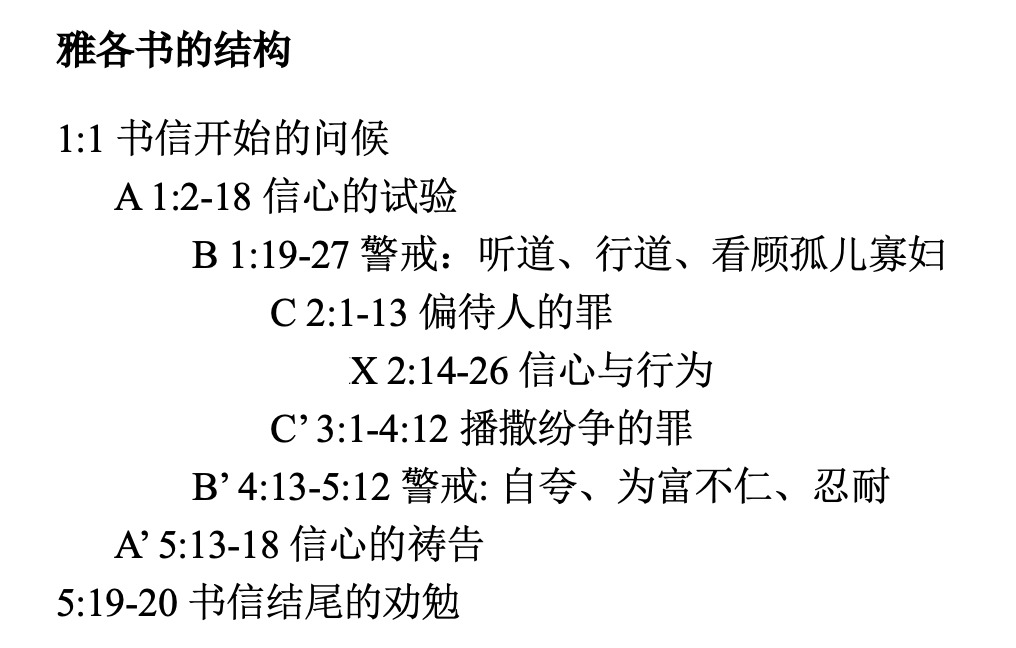 雅各书的结构
1:1 书信开始的问候
A 1:2-18 信心的试验
B 1:19-27 警戒：听道、行道、看顾孤儿寡妇
C 2:1-13 偏待人的罪
X 2:14-26 信心与行为
C’ 3:1-4:12 播撒纷争的罪
B’ 4:13-5:12 警戒: 自夸、为富不仁、忍耐
A’ 5:13-18 信心的祷告
5:19-20 书信结尾的劝勉